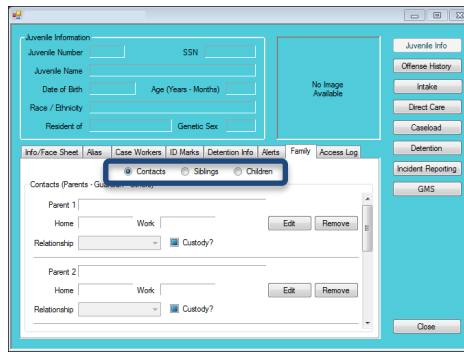 Juvenile Information
Juvenile Number SSN
Juvenile Name
Date of Birth Age (Years - Months)
Race / Ethnicity
Resident of Genetic Sex
No Image
Available
Juvenile Info
Offense History
Intake
Direct Care
Caseload
Detention
Incident Reporting
GMS
Info/Face Sheet Alias Case Workers ID Marks Detention Info Alerts Family Access Log
Contacts Siblings Children
Contacts (Parents - Guardian - Others)
Parent 1
Home Work Edit Remove
Relationship Custody?
Parent 2
Home Work Edit Remove
Relationship Custody?
Close